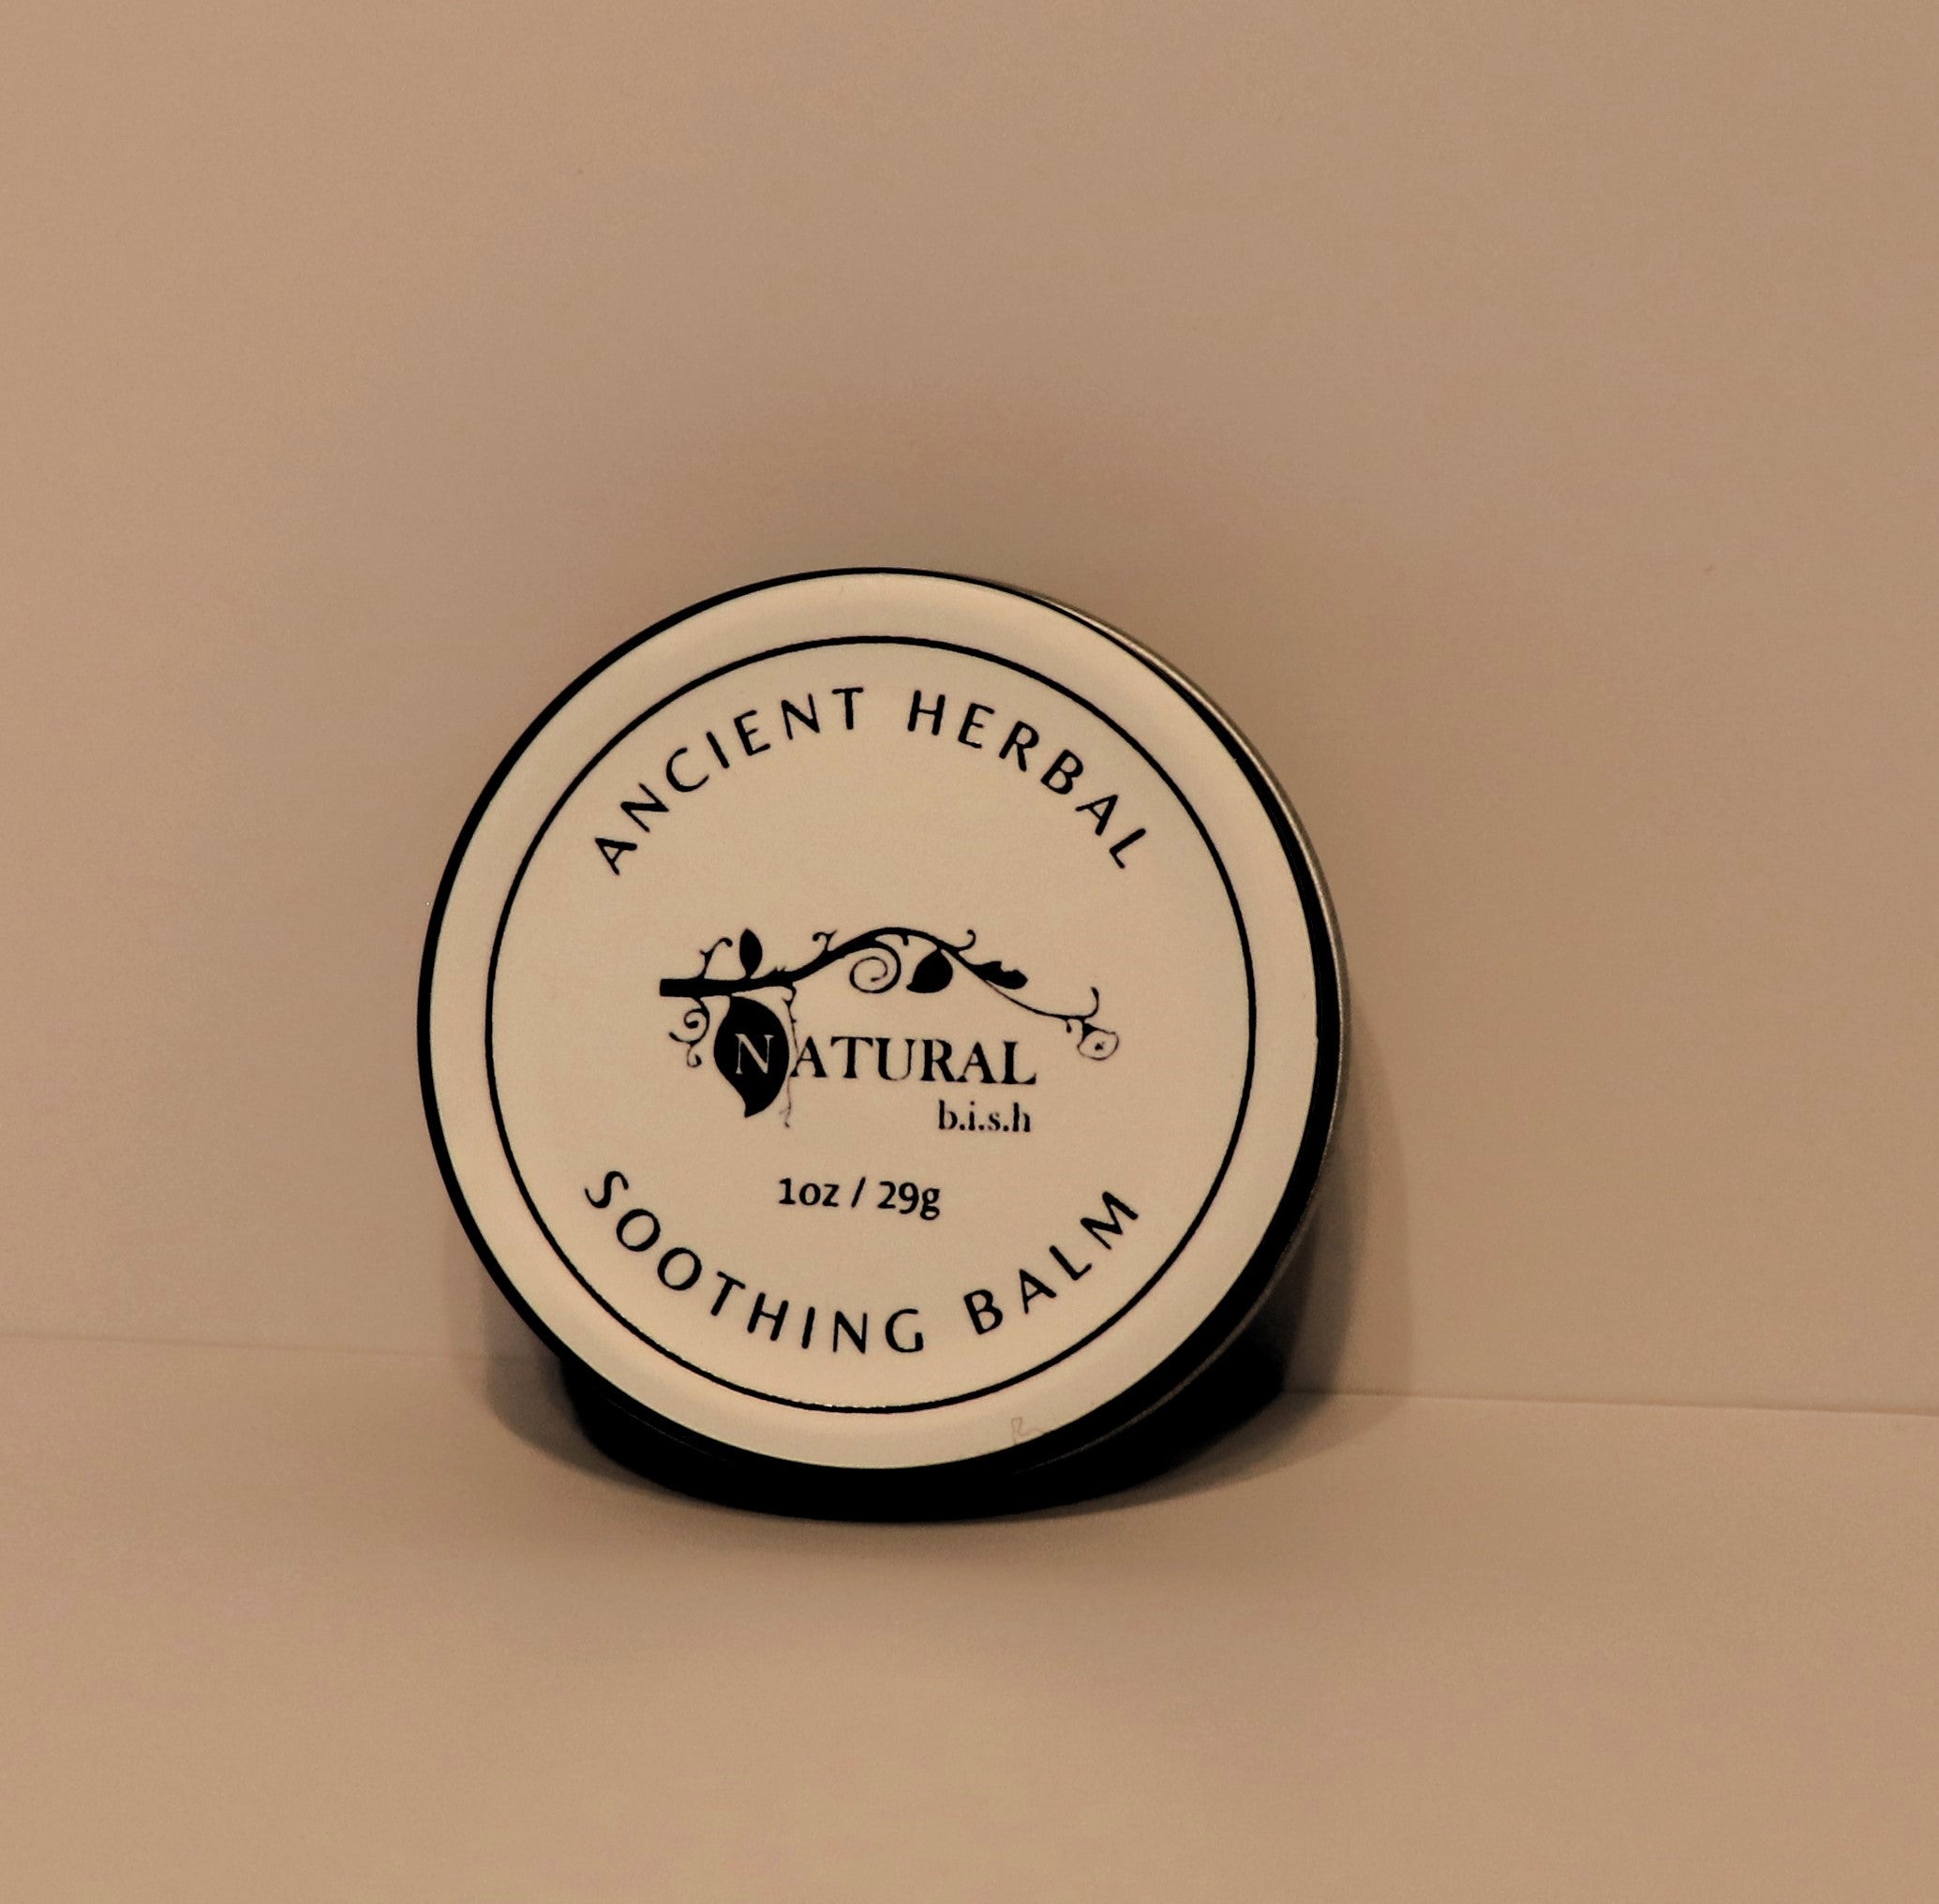 ANCIENT HERBAL
NATURAL
b.i.s.h
1oz / 29g
SOOTHING BALM